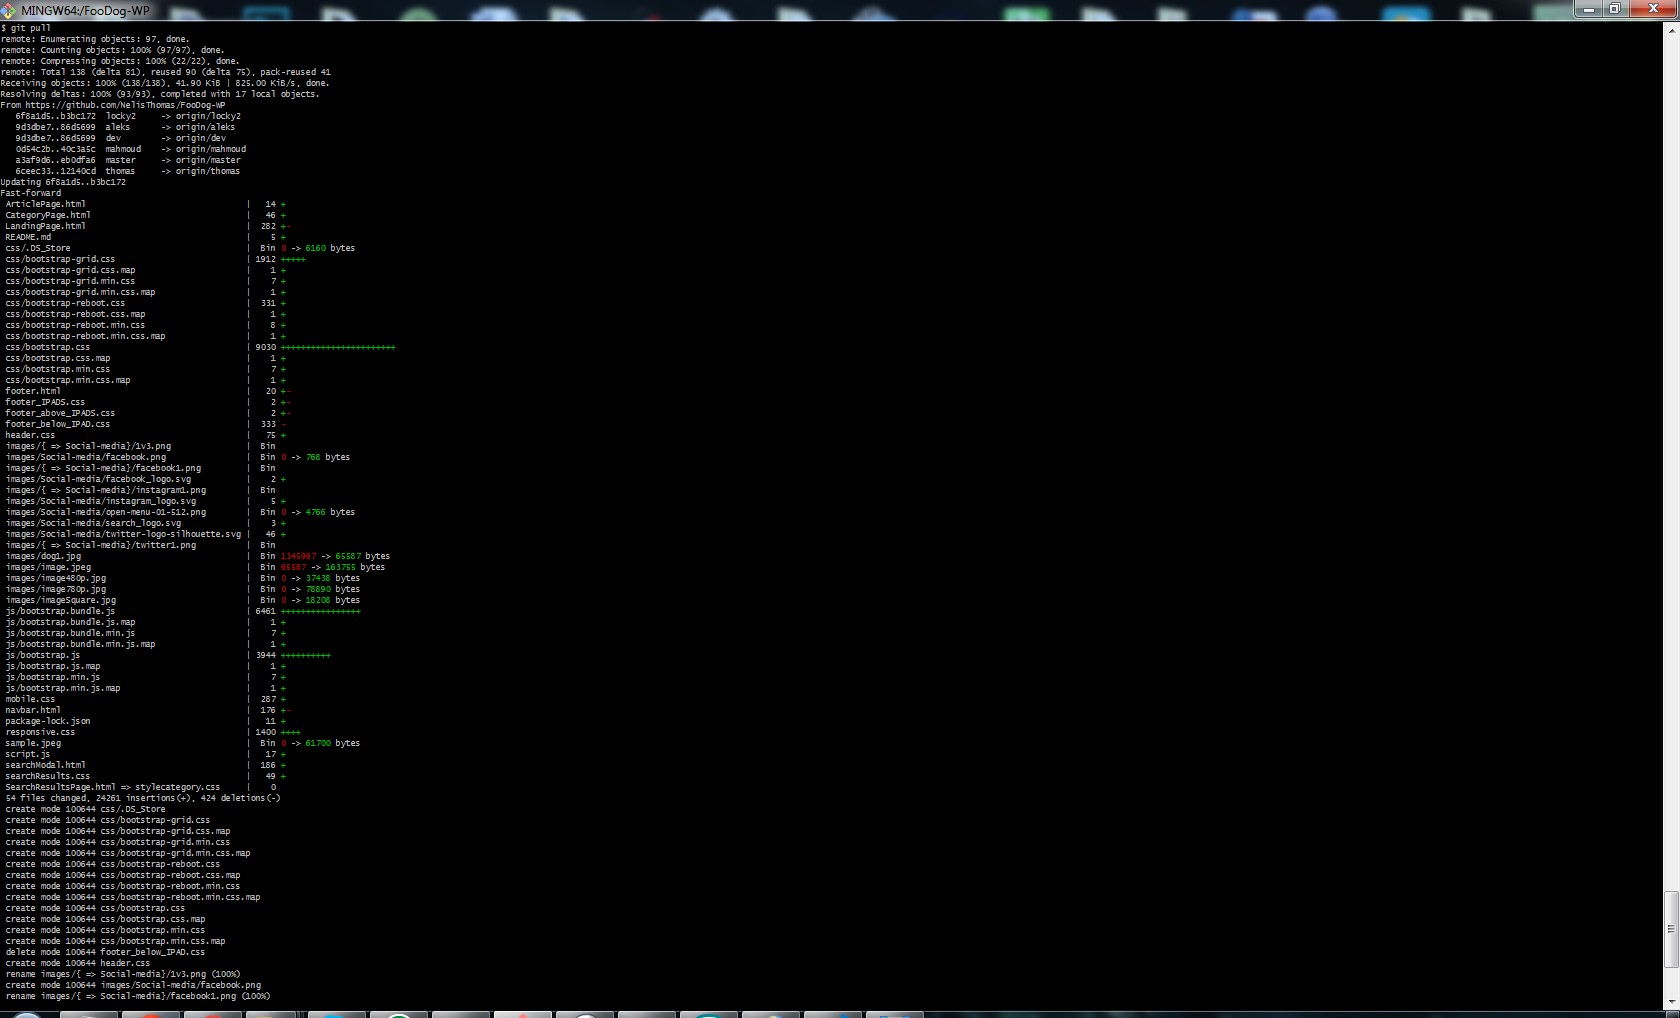 MINGW64:/FooDog-WP
$ git pull
remote: Enumerating objects: 97, done.
remote: Counting objects: 100% (97/97), done.
remote: Compressing objects: 100% (22/22), done.
remote: Total 138 (delta 81), reused 90 (delta 75), pack-reused 41
Receiving objects: 100% (138/138), 41.90 KiB | 825.00 KiB/s, done.
Resolving deltas: 100% (93/93), completed with 17 local objects.
From https://github.com/NelisThomas/FooDog-WP
6f8a1d5..b3bc172 locky2 -> origin/locky2
9d3dbe7..86d5699 aleks -> origin/aleks
9d3dbe7..86d5699 dev -> origin/dev
0d54c2b..40c3a5c mahmoud -> origin/mahmoud
a3af9d6..eb0dfa6 master -> origin/master
6ceec33..12140cd thomas -> origin/thomas
Updating 6f8a1d5..b3bc172
Fast-forward
ArticlePage.html | 14 +
CategoryPage.html | 46 +
LandingPage.html | 282 +-
README.md | 5 +
css/.DS_Store | Bin 0 -> 6160 bytes
css/bootstrap-grid.css | 1912 +++++
css/bootstrap-grid.css.map | 1 +
css/bootstrap-grid.min.css | 7 +
css/bootstrap-grid.min.css.map | 1 +
css/bootstrap-reboot.css | 331 +
css/bootstrap-reboot.css.map | 1 +
css/bootstrap-reboot.min.css | 8 +
css/bootstrap-reboot.min.css.map | 1 +
css/bootstrap.css | 9030 +++++++++++++++++++++++
css/bootstrap.css.map | 1 +
css/bootstrap.min.css | 7 +
css/bootstrap.min.css.map | 1 +
footer.html | 20 +-
footer_IPADS.css | 2 +-
footer_above_IPADS.css | 2 +-
footer_below_IPAD.css | 333 -
header.css | 75 +
images/{ => Social-media}/1v3.png | Bin
images/Social-media/facebook.png | Bin 0 -> 768 bytes
images/{ => Social-media}/facebook1.png | Bin
images/Social-media/facebook_logo.svg | 2 +
images/{ => Social-media}/instagram1.png | Bin
images/Social-media/instagram_logo.svg | 5 +
images/Social-media/open-menu-01-512.png | Bin 0 -> 4766 bytes
images/Social-media/search_logo.svg | 3 +
images/Social-media/twitter-logo-silhouette.svg | 46 +
images/{ => Social-media}/twitter1.png | Bin
images/dog1.jpg | Bin 1345967 -> 65587 bytes
images/image.jpeg | Bin 65587 -> 163755 bytes
images/image480p.jpg | Bin 0 -> 37438 bytes
images/image780p.jpg | Bin 0 -> 78890 bytes
images/imageSquare.jpg | Bin 0 -> 18208 bytes
js/bootstrap.bundle.js | 6461 ++++++++++++++++
js/bootstrap.bundle.js.map | 1 +
js/bootstrap.bundle.min.js | 7 +
js/bootstrap.bundle.min.js.map | 1 +
js/bootstrap.js | 3944 ++++++++++
js/bootstrap.js.map | 1 +
js/bootstrap.min.js | 7 +
js/bootstrap.min.js.map | 1 +
mobile.css | 287 +
navbar.html | 176 +-
package-lock.json | 11 +
responsive.css | 1400 ++++
sample.jpeg | Bin 0 -> 61700 bytes
script.js | 17 +
searchModal.html | 186 +
searchResults.css | 49 +
SearchResultsPage.html => stylecategory.css | 0
54 files changed, 24261 insertions(+), 424 deletions(-)
create mode 100644 css/.DS_Store
create mode 100644 css/bootstrap-grid.css
create mode 100644 css/bootstrap-grid.css.map
create mode 100644 css/bootstrap-grid.min.css
create mode 100644 css/bootstrap-grid.min.css.map
create mode 100644 css/bootstrap-reboot.css
create mode 100644 css/bootstrap-reboot.css.map
create mode 100644 css/bootstrap-reboot.min.css
create mode 100644 css/bootstrap-reboot.min.css.map
create mode 100644 css/bootstrap.css
create mode 100644 css/bootstrap.css.map
create mode 100644 css/bootstrap.min.css
create mode 100644 css/bootstrap.min.css.map
delete mode 100644 footer_below_IPAD.css
create mode 100644 header.css
rename images/{ => Social-media}/1v3.png (100%)
create mode 100644 images/Social-media/facebook.png
rename images/{ => Social-media}/facebook1.png (100%)